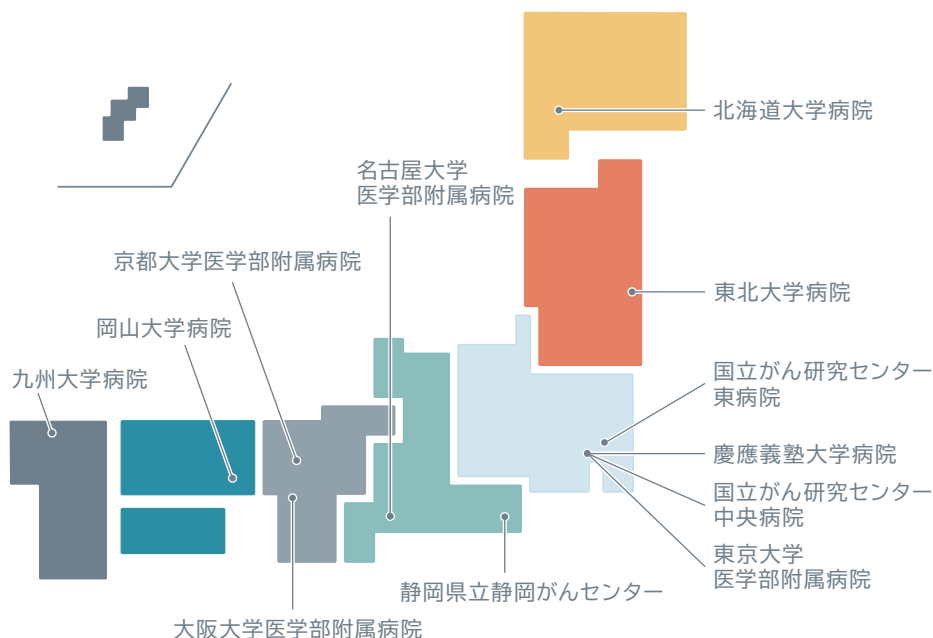 北海道大学病院
名古屋大学
医学部附属病院
京都大学医学部附属病院
東北大学病院
岡山大学病院
九州大学病院
国立がん研究センター
東病院
慶應義塾大学病院
国立がん研究センター
中央病院
東京大学
医学部附属病院
静岡県立静岡がんセンター
大阪大学医学部附属病院